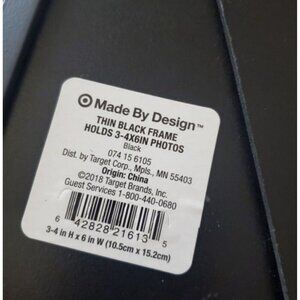 Made By Design™
THIN BLACK FRAME
HOLDS 3-4X6IN PHOTOS
Black
074 15 6105
Dist. by Target Corp., Mpls., MN 55403
Origin: China
©2018 Target Brands, Inc.
Guest Services 1-800-440-0680
6 42828 21613 5
3-4 in H x 6 in W (10.5cm x 15.2cm)